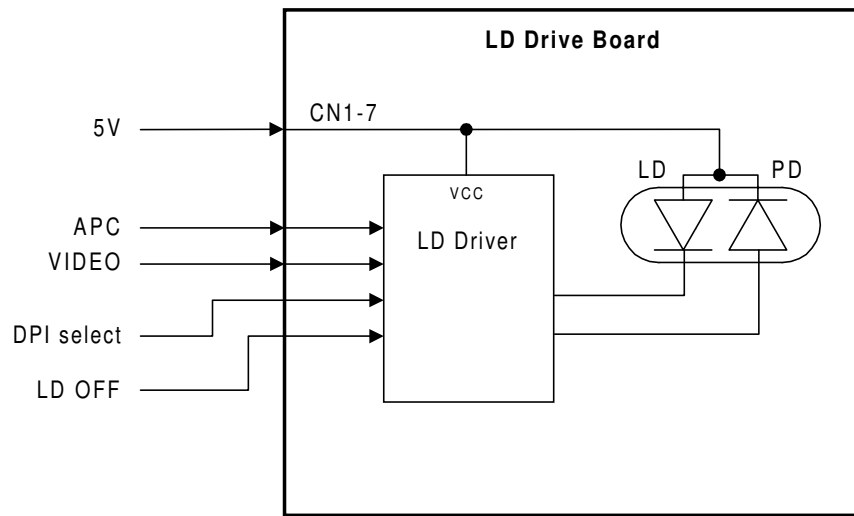 LD Drive Board
5V
CN1-7
LD
PD
VCC
APC
LD Driver
VIDEO
DPI select
LD OFF